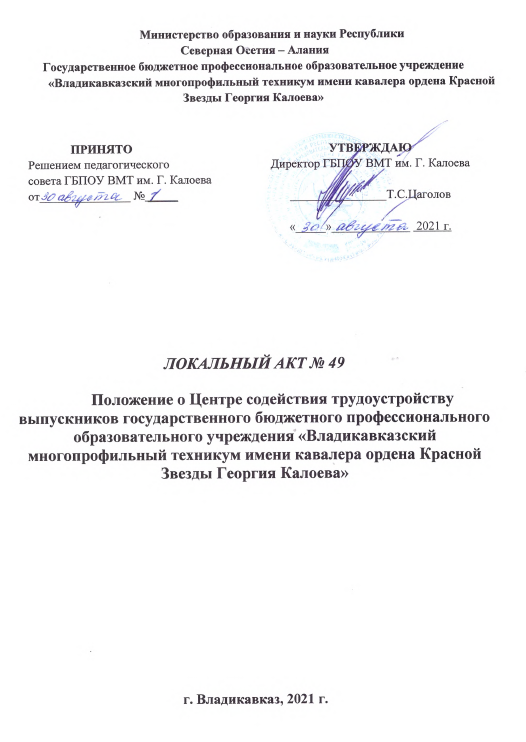 Министерство образования и науки Республики
Северная Осетия – Алания
Государственное бюджетное профессиональное образовательное учреждение
«Владикавказский многопрофильный техникум имени кавалера ордена Красной
Звезды Георгия Калоева»
ПРИНЯТО
Решением педагогического
совета ГБПОУ ВМТ им. Г. Калоева
от 30 августа № 1
УТВЕРЖДАЮ
Директор ГБПОУ ВМТ им. Г. Калоева
Т.С.Цаголов
« 30 » августа 2021 г.
ЛОКАЛЬНЫЙ АКТ № 49
Положение о Центре содействия трудоустройству
выпускников государственного бюджетного профессионального
образовательного учреждения «Владикавказский
многопрофильный техникум имени кавалера ордена Красной
Звезды Георгия Калоева»
г. Владикавказ, 2021 г.